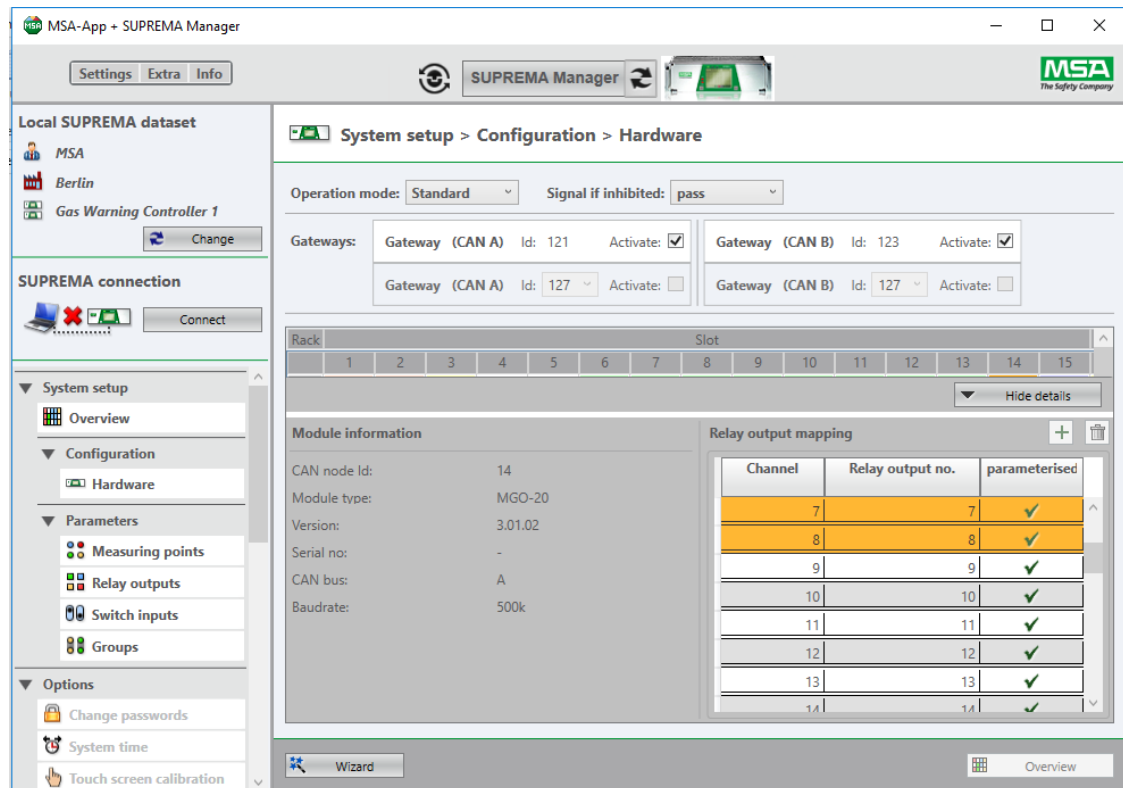 MSA-App + SUPREMA Manager
Settings Extra Info
SUPREMA Manager
MSA
The Safety Company
Local SUPREMA dataset
MSA
Berlin
Gas Warning Controller 1
Change
SUPREMA connection
Connect
System setup
Overview
Configuration
Hardware
Parameters
Measuring points
Relay outputs
Switch inputs
Groups
Options
Change passwords
System time
Touch screen calibration
System setup > Configuration > Hardware
Operation mode: Standard Signal if inhibited: pass
Gateways: Gateway (CAN A) Id: 121 Activate: Gateway (CAN B) Id: 123 Activate:
Gateway (CAN A) Id: 127 Activate: Gateway (CAN B) Id: 127 Activate:
Rack Slot
1 2 3 4 5 6 7 8 9 10 11 12 13 14 15
Hide details
Module information
CAN node Id: 14
Module type: MGO-20
Version: 3.01.02
Serial no: -
CAN bus: A
Baudrate: 500k
Relay output mapping
Channel Relay output no. parameterised
7 7
8 8
9 9
10 10
11 11
12 12
13 13
14 14
Wizard
Overview